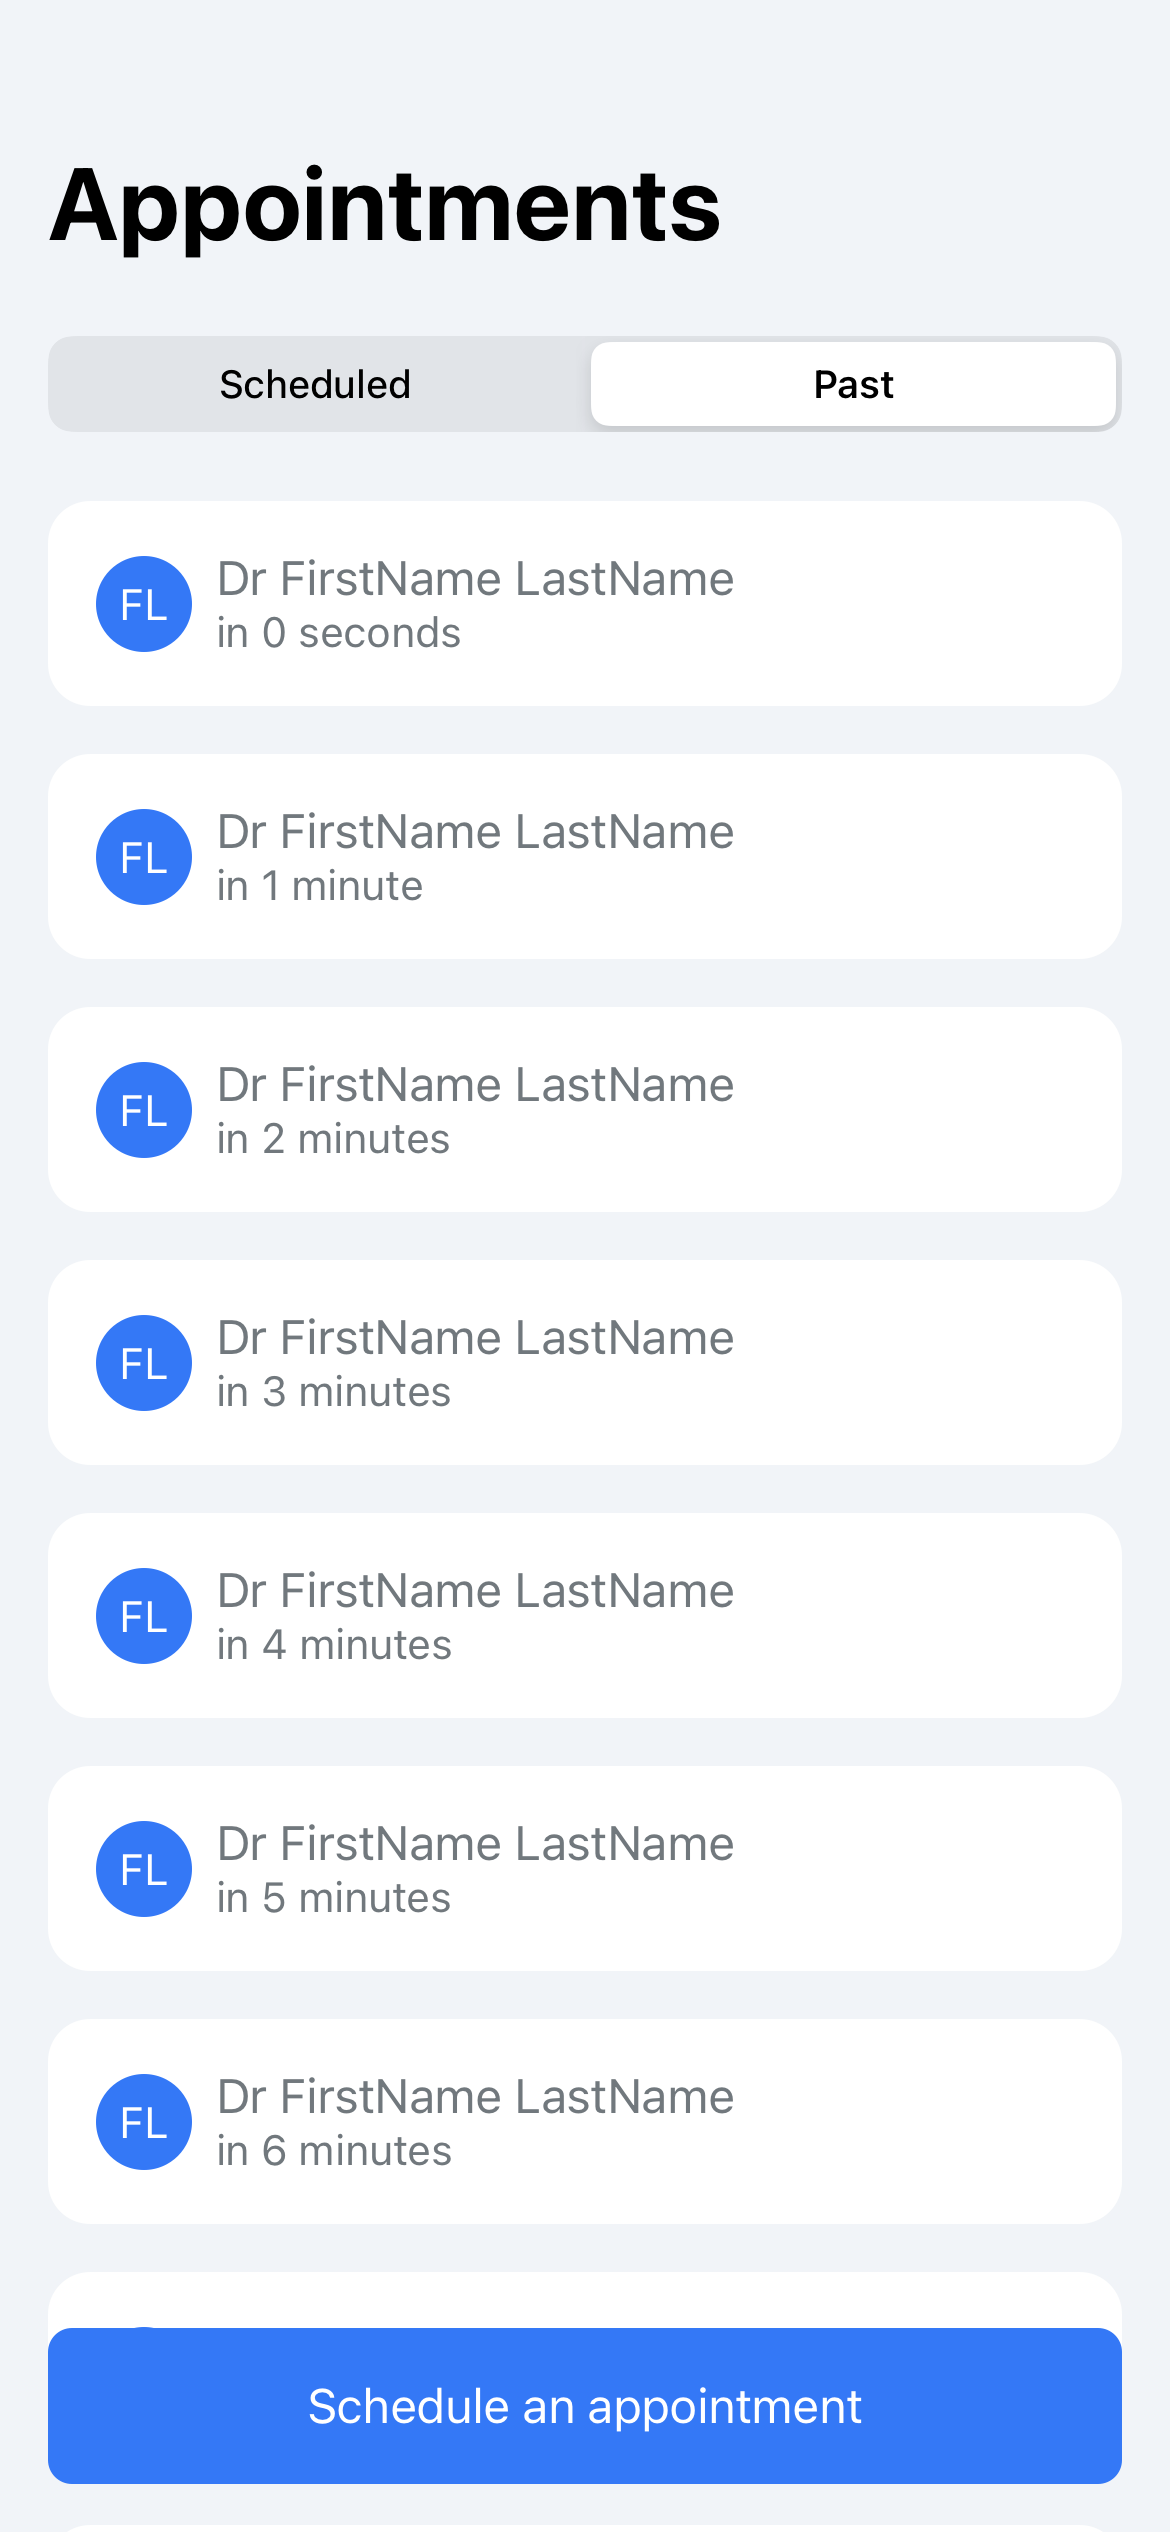 Appointments
Scheduled
Past
FL
Dr FirstName LastName
in 0 seconds
FL
Dr FirstName LastName
in 1 minute
FL
Dr FirstName LastName
in 2 minutes
FL
Dr FirstName LastName
in 3 minutes
FL
Dr FirstName LastName
in 4 minutes
FL
Dr FirstName LastName
in 5 minutes
FL
Dr FirstName LastName
in 6 minutes
Schedule an appointment